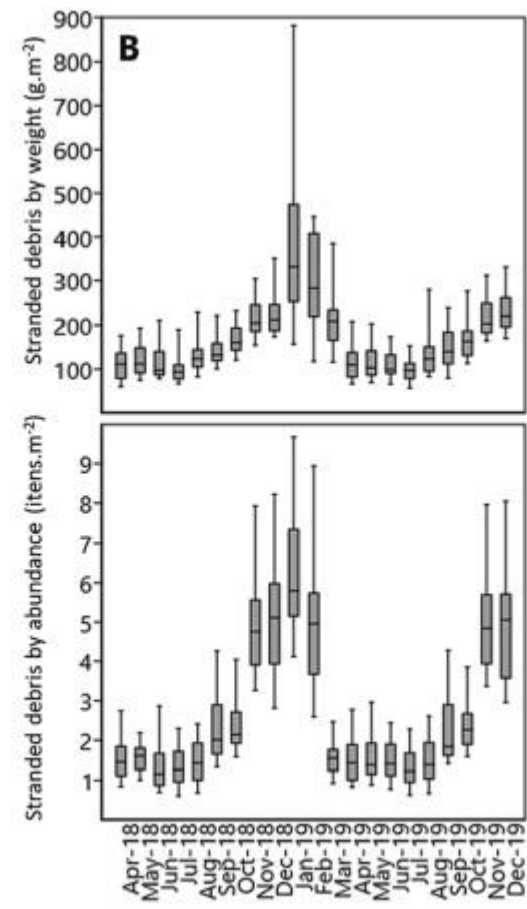 B
Stranded debris by weight (g.m-2)
900
800
700
600
500
400
300
200
100
Stranded debris by abundance (itens.m-2)
9
8
7
6
5
4
3
2
1
Apr-18
May-18
Jun-18
Jul-18
Aug-18
Sep-18
Oct-18
Nov-18
Dec-18
Jan-19
Feb-19
Mar-19
Apr-19
May-19
Jun-19
Jul-19
Aug-19
Sep-19
Oct-19
Nov-19
Dec-19